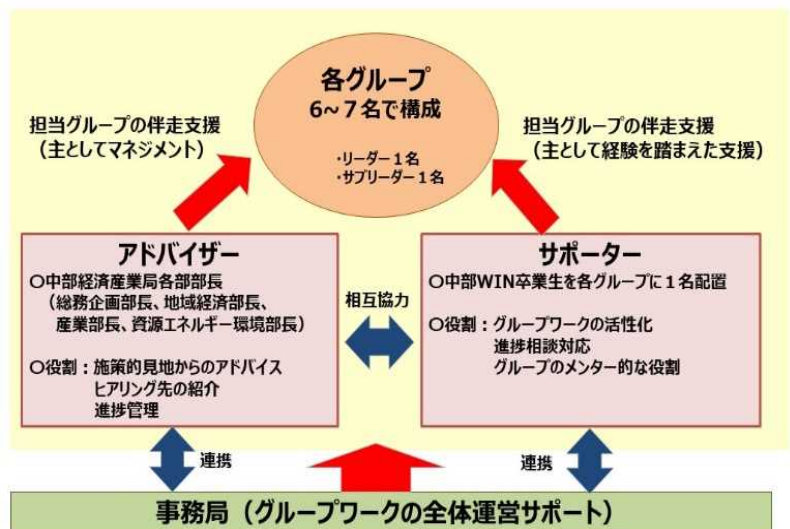 各グループ
6~７名で構成
・リーダー１名
・サブリーダー１名
担当グループの伴走支援
（主としてマネジメント）
担当グループの伴走支援
（主として経験を踏まえた支援）
アドバイザー
〇中部経済産業局各部部長
（総務企画部長、地域経済部長、
産業部長、資源エネルギー環境部長）
〇役割：施策的見地からのアドバイス
ヒアリング先の紹介
進捗管理
相互協力
サポーター
〇中部WIN卒業生を各グループに１名配置
〇役割：グループワークの活性化
進捗相談対応
グループのメンター的な役割
連携
連携
事務局（グループワークの全体運営サポート）